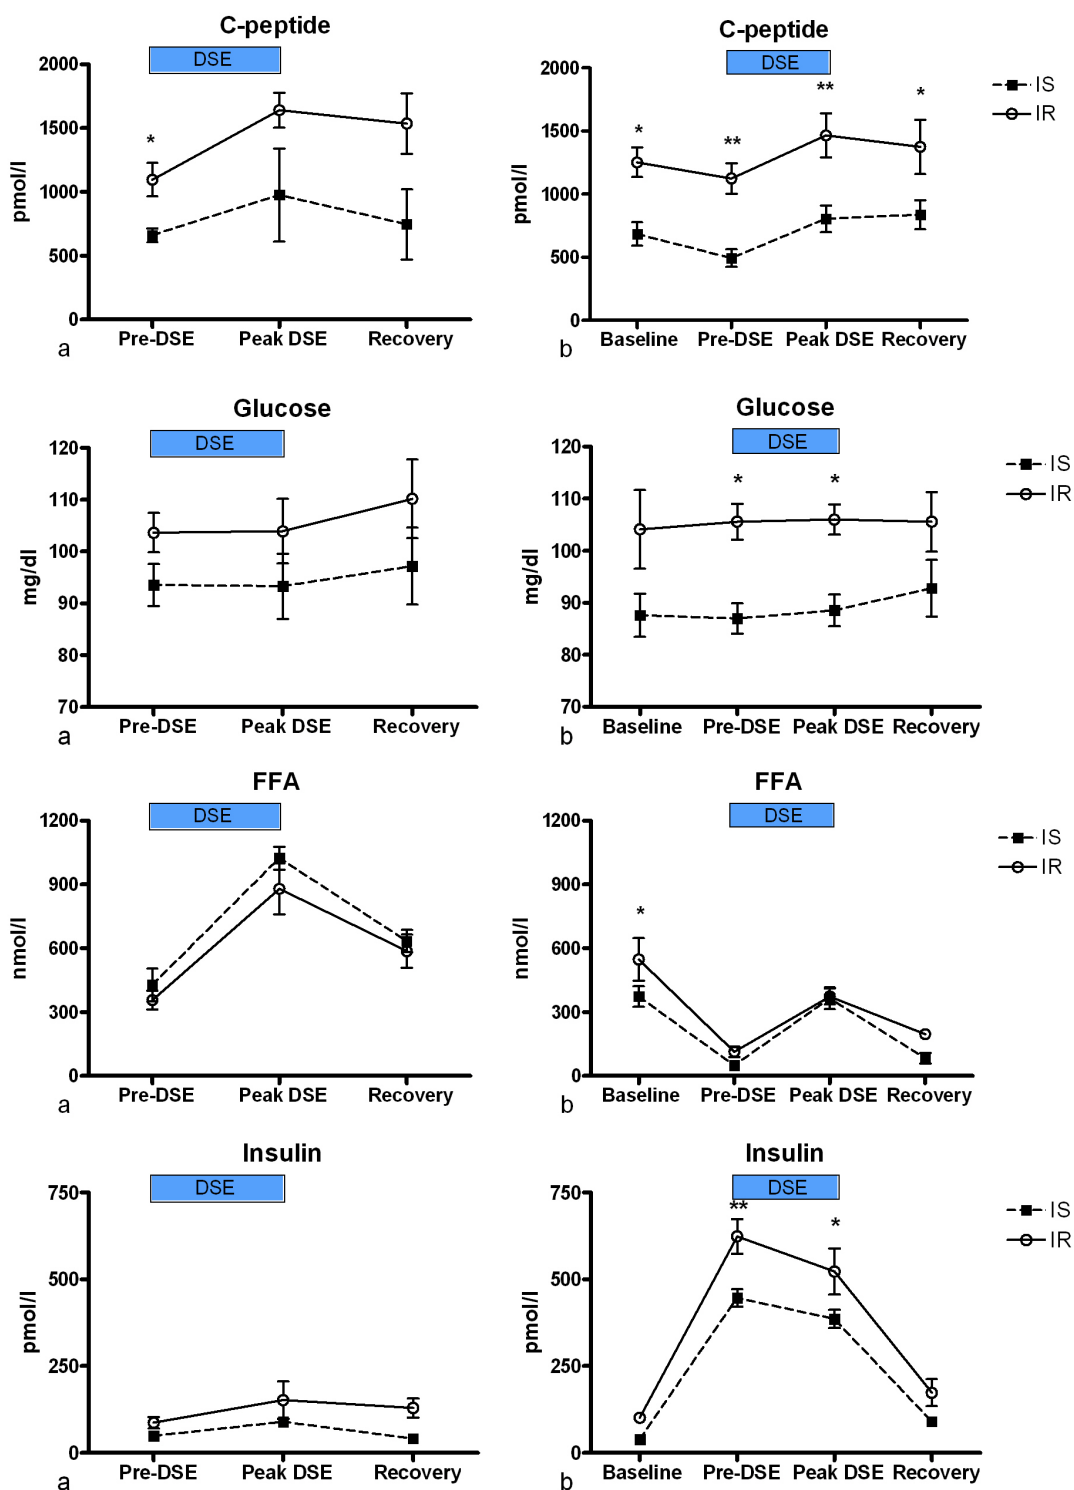 C-peptide
DSE
2000
1500
1000
500
0
pmol/l
*
Pre-DSE Peak DSE Recovery
a
C-peptide
DSE
2000
1500
1000
500
0
pmol/l
* ** ** *
Baseline Pre-DSE Peak DSE Recovery
b
IS
IR
Glucose
DSE
120
110
100
90
80
70
mg/dl
Pre-DSE Peak DSE Recovery
a
Glucose
DSE
120
110
100
90
80
70
mg/dl
* *
Baseline Pre-DSE Peak DSE Recovery
b
IS
IR
FFA
DSE
1200
900
600
300
0
nmol/l
Pre-DSE Peak DSE Recovery
a
FFA
DSE
1200
900
600
300
0
nmol/l
*
Baseline Pre-DSE Peak DSE Recovery
b
IS
IR
Insulin
DSE
750
500
250
0
pmol/l
Pre-DSE Peak DSE Recovery
a
Insulin
DSE
750
500
250
0
pmol/l
** *
Baseline Pre-DSE Peak DSE Recovery
b
IS
IR